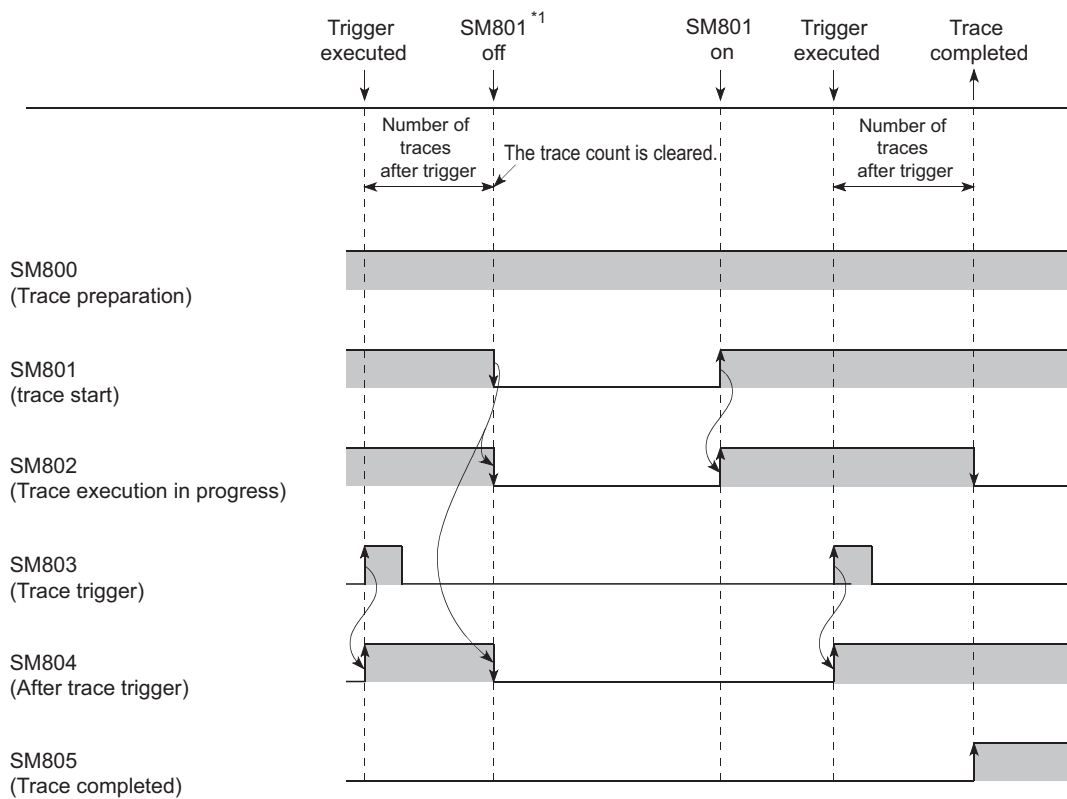 Trigger
executed
SM801 *1
off
SM801
on
Trigger
executed
Trace
completed
Number of
traces
after trigger
The trace count is cleared.
Number of
traces
after trigger
SM800
(Trace preparation)
SM801
(trace start)
SM802
(Trace execution in progress)
SM803
(Trace trigger)
SM804
(After trace trigger)
SM805
(Trace completed)